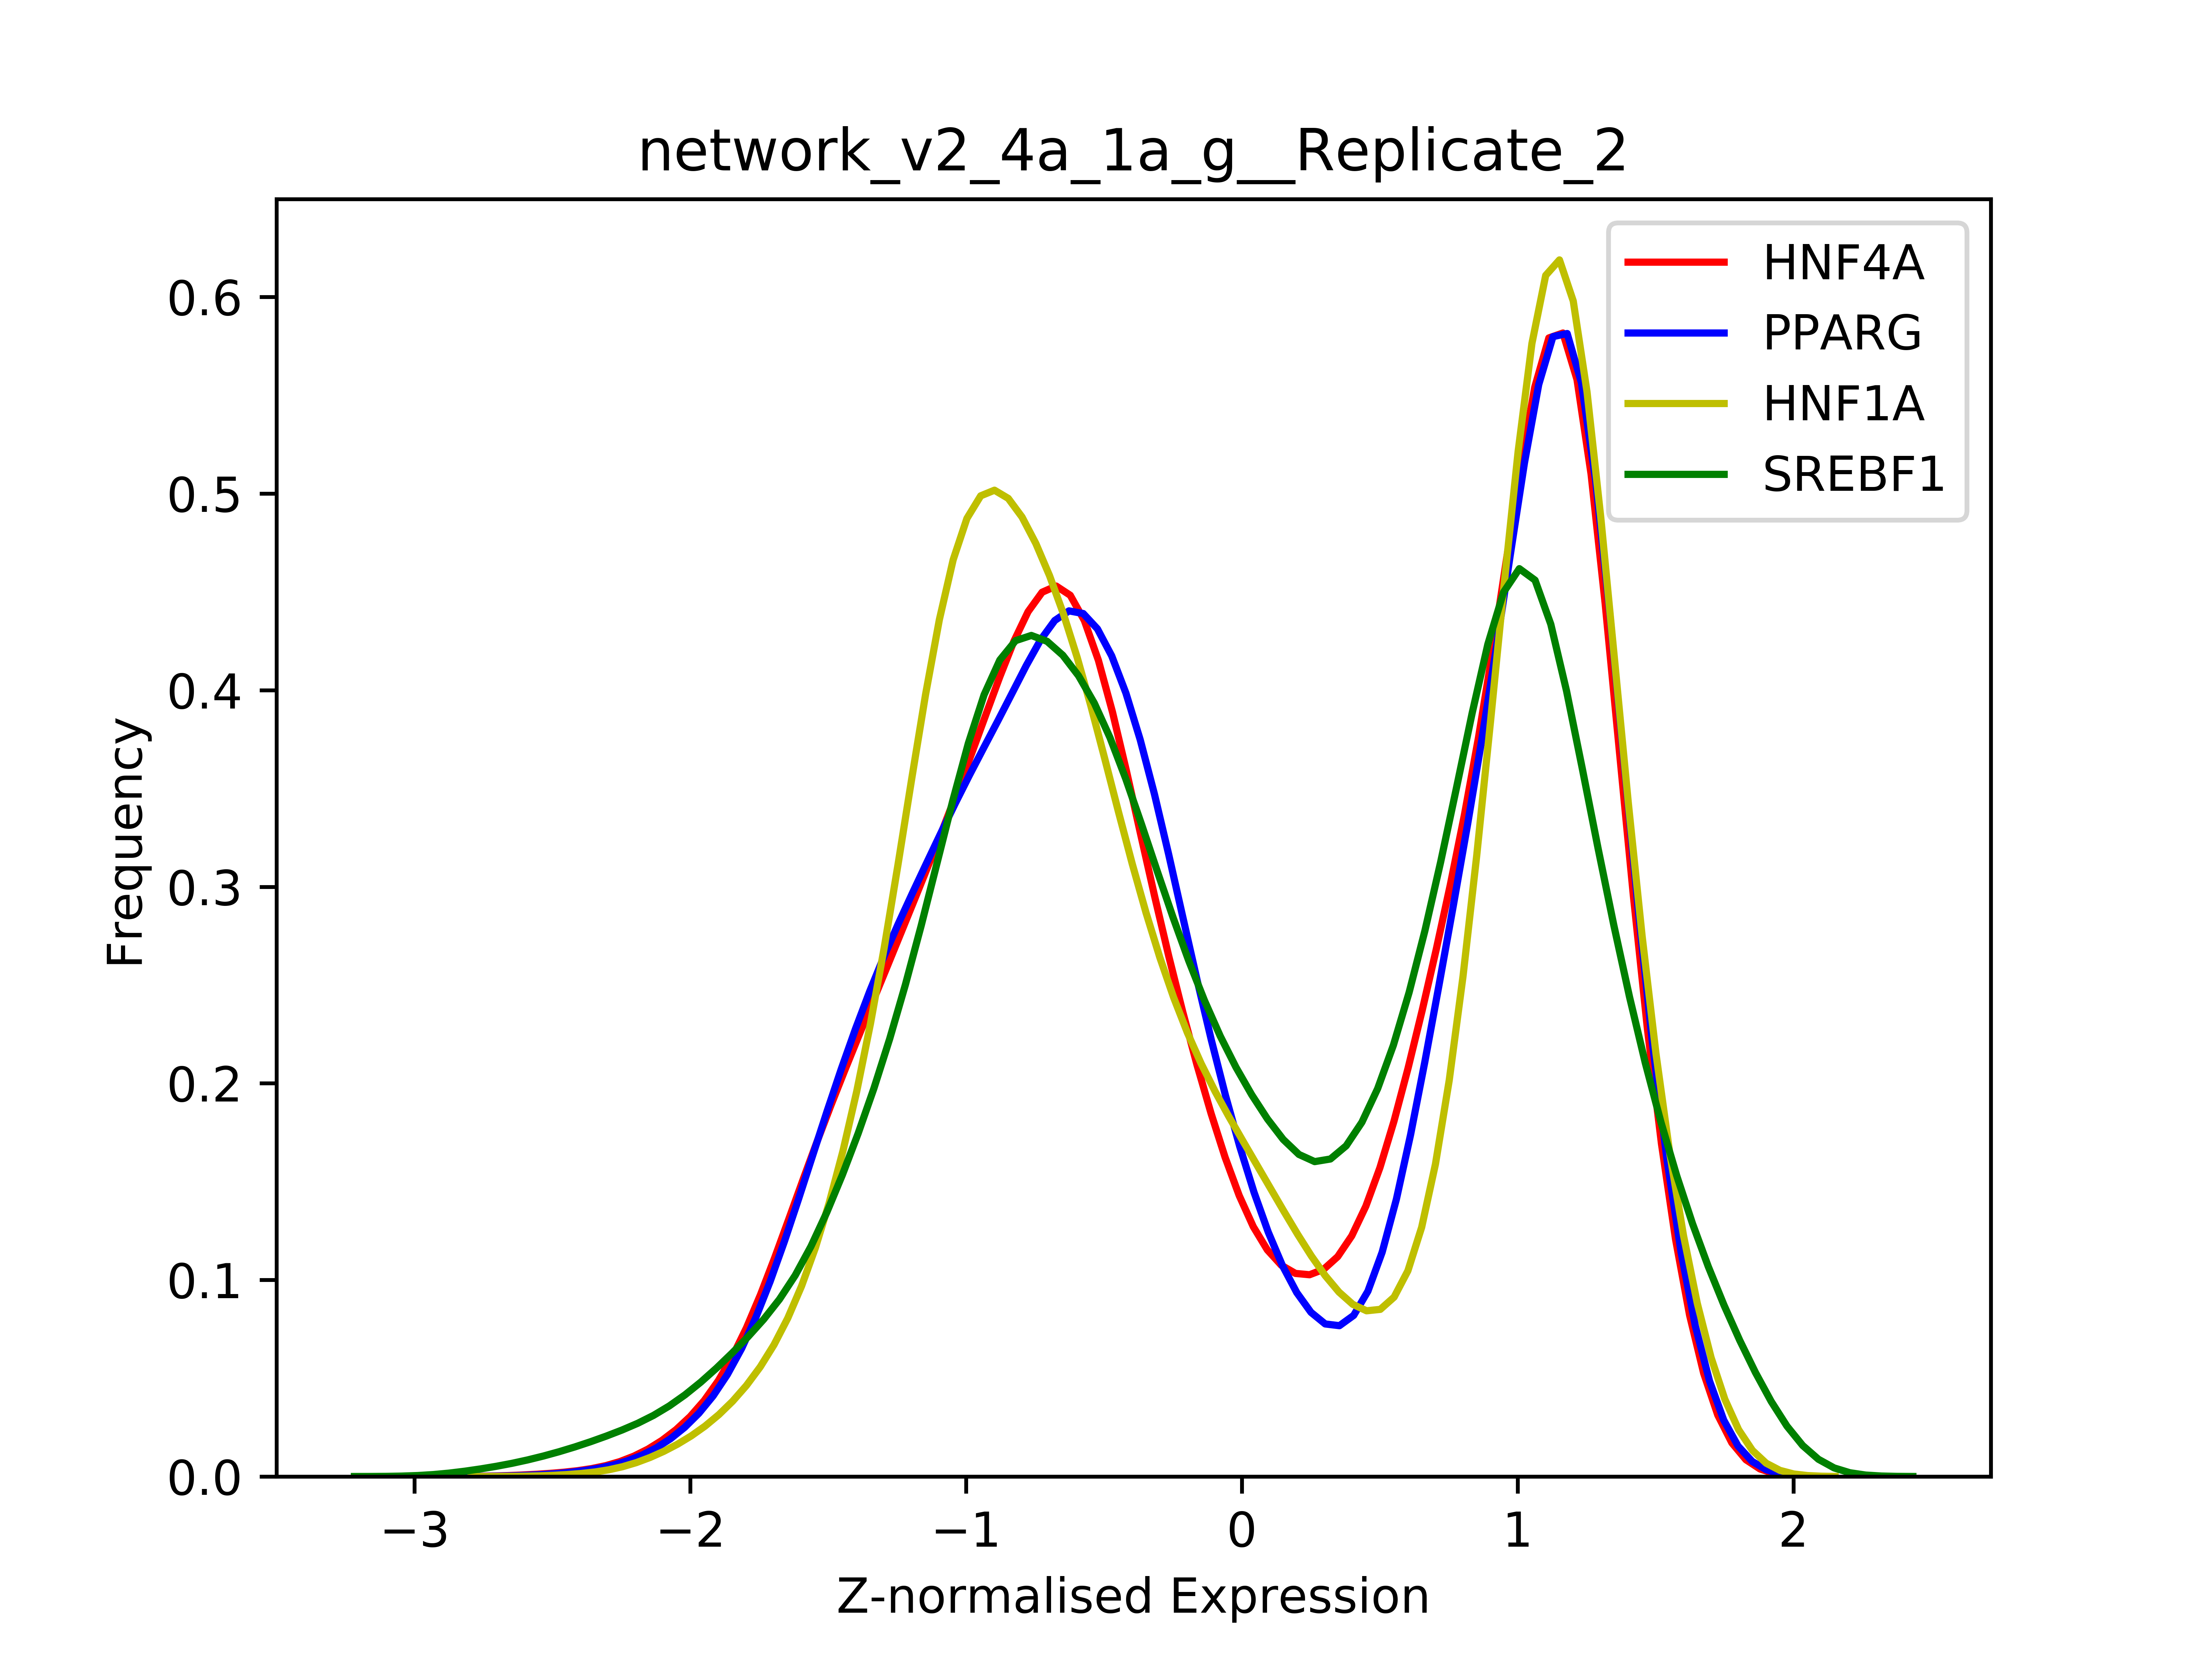 network_v2_4a_1a_g__Replicate_2
HNF4A
PPARG
HNF1A
SREBF1
Frequency
0.6
0.5
0.4
0.3
0.2
0.1
0.0
−3 −2 −1 0 1 2
Z-normalised Expression